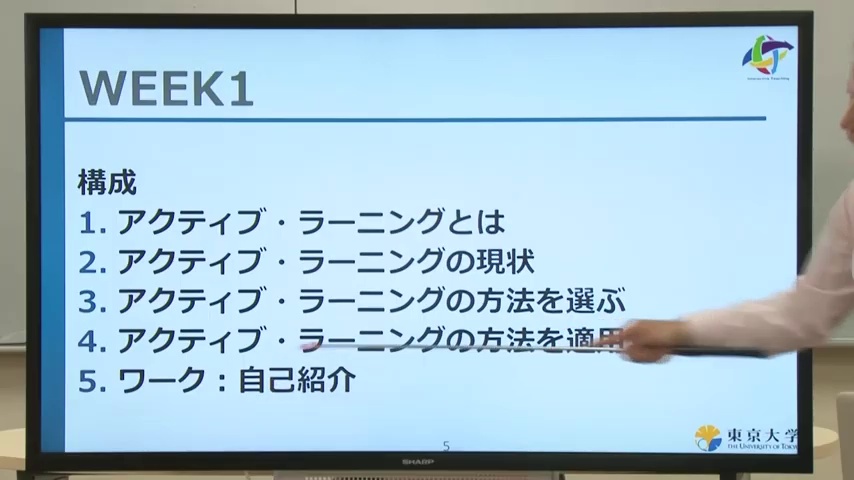 WEEK1
構成
1. アクティブ・ラーニングとは
2. アクティブ・ラーニングの現状
3. アクティブ・ラーニングの方法を選ぶ
4. アクティブ・ラーニングの方法を適用
5. ワーク：自己紹介
5
東京大学
THE UNIVERSITY OF TOKYO
SHARP